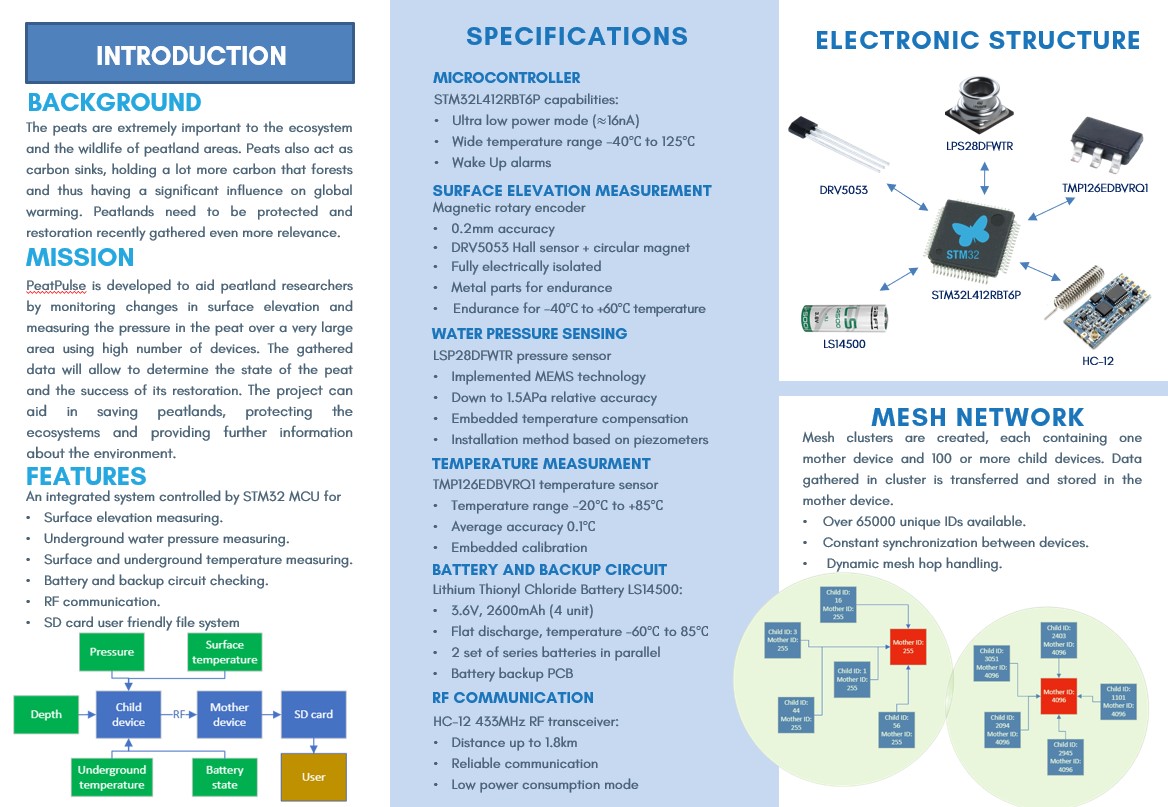 INTRODUCTION
BACKGROUND
The peats are extremely important to the ecosystem
and the wildlife of peatland areas. Peats also act as
carbon sinks, holding a lot more carbon that forests
and thus having a significant influence on global
warming. Peatlands need to be protected and
restoration recently gathered even more relevance.
MISSION
PeatPulse is developed to aid peatland researchers
by monitoring changes in surface elevation and
measuring the pressure in the peat over a very large
area using high number of devices. The gathered
data will allow to determine the state of the peat
and the success of its restoration. The project can
aid in saving peatlands, protecting the
ecosystems and providing further information
about the environment.
FEATURES
An integrated system controlled by STM32 MCU for
• Surface elevation measuring.
• Underground water pressure measuring.
• Surface and underground temperature measuring.
• Battery and backup circuit checking.
• RF communication.
• SD card user friendly file system
Pressure
Surface
temperature
Depth
Child
device
RF
Mother
device
SD card
Underground
temperature
Battery
state
User
SPECIFICATIONS
MICROCONTROLLER
STM32L412RBT6P capabilities:
• Ultra low power mode (≈16nA)
• Wide temperature range -40°C to 125°C
• Wake Up alarms
SURFACE ELEVATION MEASUREMENT
Magnetic rotary encoder
• 0.2mm accuracy
• DRV5053 Hall sensor + circular magnet
• Fully electrically isolated
• Metal parts for endurance
Endurance for -40°C to +60°C temperature
WATER PRESSURE SENSING
LSP28DFWTR pressure sensor
• Implemented MEMS technology
• Down to 1.5APa relative accuracy
• Embedded temperature compensation
• Installation method based on piezometers
TEMPERATURE MEASURMENT
TMP126EDBVRQ1 temperature sensor
• Temperature range -20°C to +85°C
• Average accuracy 0.1°C
• Embedded calibration
BATTERY AND BACKUP CIRCUIT
Lithium Thionyl Chloride Battery LS14500:
• 3.6V, 2600mAh (4 unit)
• Flat discharge, temperature -60°C to 85°C
• 2 set of series batteries in parallel
• Battery backup PCB
RF COMMUNICATION
HC-12 433MHz RF transceiver:
• Distance up to 1.8km
• Reliable communication
• Low power consumption mode
ELECTRONIC STRUCTURE
LPS28DFWTR
DRV5053
TMP126EDBVRQ1
STM32
STM32L412RBT6P
LS
SAFT
LS14500
HC-12
MESH NETWORK
Mesh clusters are created, each containing one
mother device and 100 or more child devices. Data
gathered in cluster is transferred and stored in the
mother device.
• Over 65000 unique IDs available.
• Constant synchronization between devices.
• Dynamic mesh hop handling.
Child ID:
16
Mother ID:
255
Child ID: 3
Mother ID:
255
Mother ID:
255
Child ID: 1
Mother ID:
255
Child ID:
44
Mother ID:
255
Child ID:
56
Mother ID:
255
Child ID:
2403
Mother ID:
4096
Child ID:
3051
Mother ID:
4096
Mother ID:
4096
Child ID:
1101
Mother ID:
4096
Child ID:
2094
Mother ID:
4096
Child ID:
2945
Mother ID:
4096